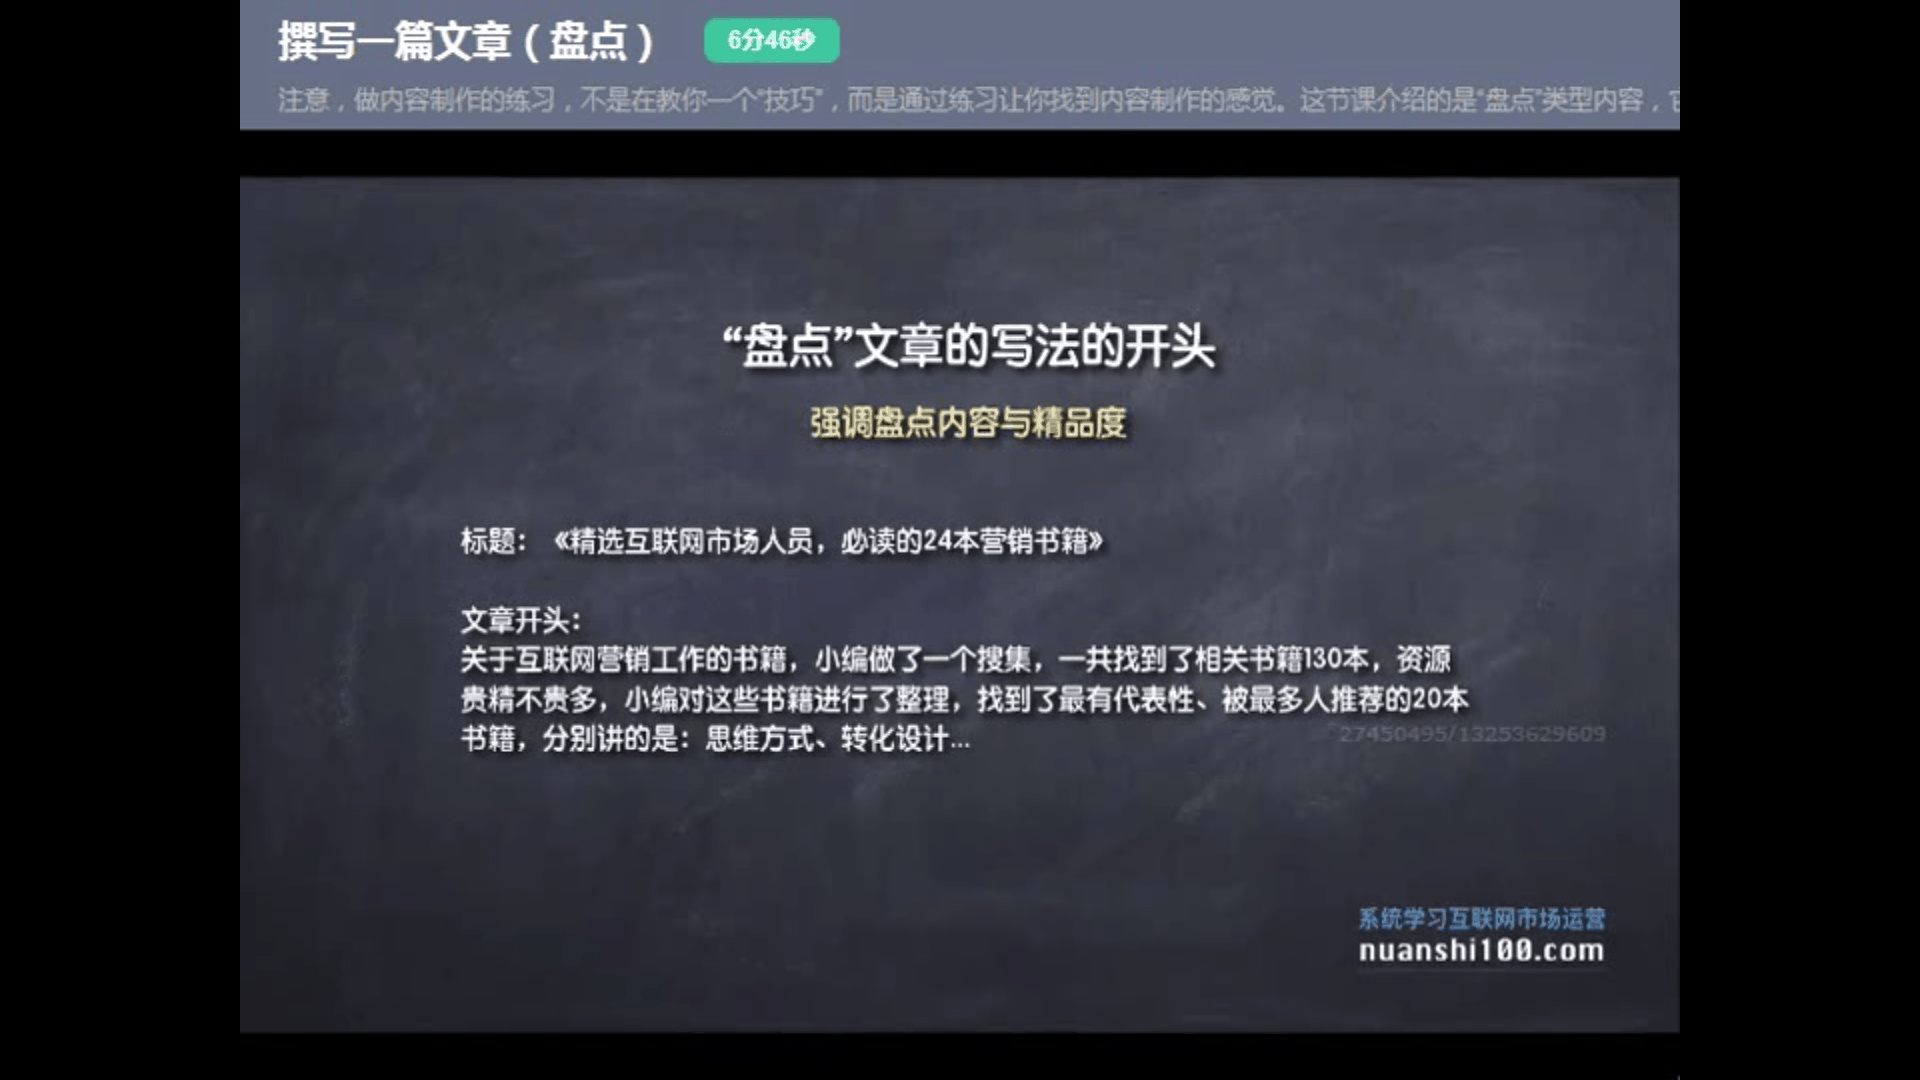 撰写一篇文章（盘点）
6分46秒
注意，做内容制作的练习，不是在教你一个“技巧”，而是通过练习让你找到内容制作的感觉。这节课介绍的是“盘点”类型内容，
“盘点”文章的写法的开头
强调盘点内容与精品度
标题：《精选互联网市场人员，必读的24本营销书籍》
文章开头：
关于互联网营销工作的书籍，小编做了一个搜集，一共找到了相关书籍130本，资源
贵精不贵多，小编对这些书籍进行了整理，找到了最有代表性、被最多人推荐的20本
书籍，分别讲的是：思维方式、转化设计...
27450495/13253629609
系统学习互联网市场运营
nuanshi100.com